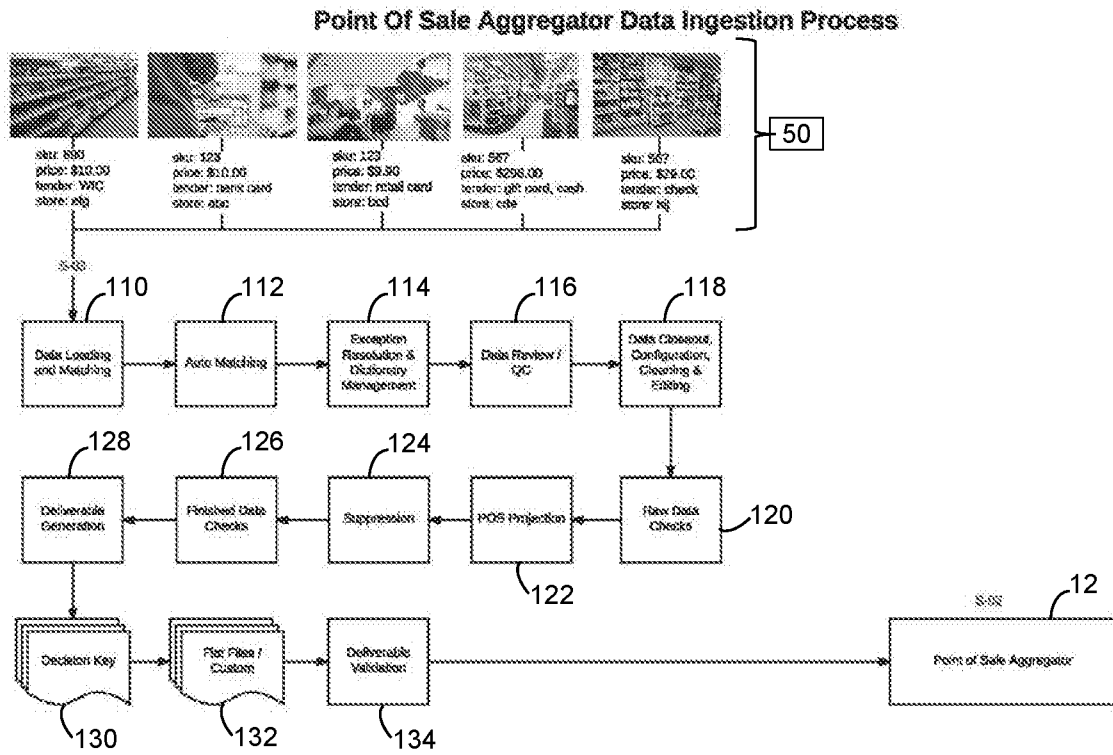 Point Of Sale Aggregator Data Ingestion Process
50
sku: 123
sku: 123
sku: 567
sku: 567
price: $10.00
price: $10.00
price: $9.90
price: $298.00
price: $29.00
tender: WIC
tender: bank card
tender: retail card
tender: gift card, cash
tender: check
store: efg
store: abc
store: bcd
store: cde
store: hij
110
112
114
116
118
Data Loading
and Matching
Auto Matching
Exception
Resolution &
Dictionary
Management
Data Review /
QC
Data Closeout,
Configuration,
Cleaning &
Editing
128
126
124
Deliverable
Generation
Finished Data
Checks
Suppression
POS Projection
Raw Data
Checks
120
122
S-02
12
Decision Key
Flat Files /
Custom
Deliverable
Validation
Point of Sale Aggregator
130
132
134